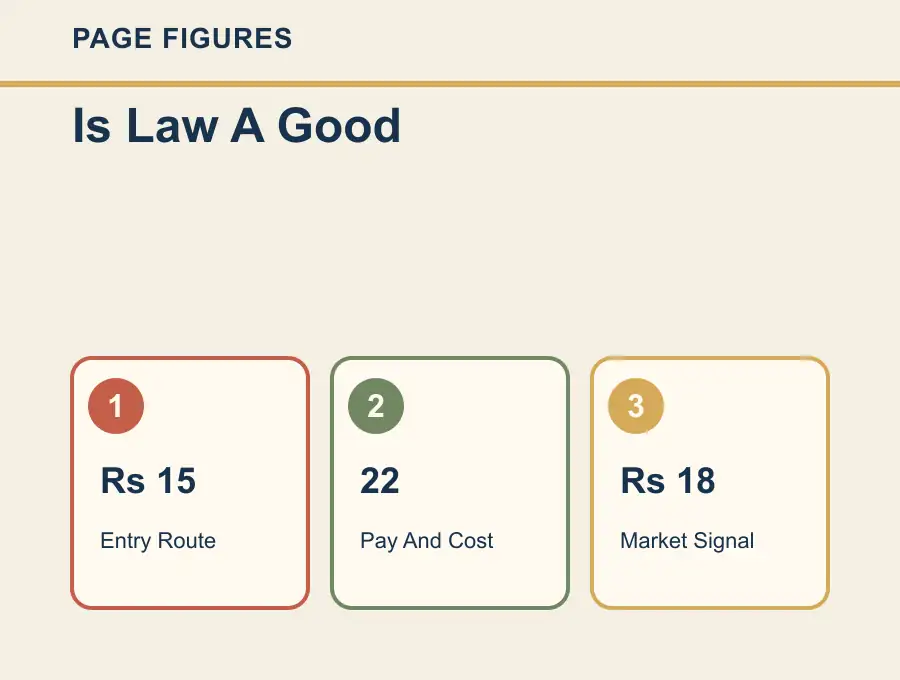 PAGE FIGURES
Is Law A Good
1
Rs 15
Entry Route
2
22
Pay And Cost
3
Rs 18
Market Signal